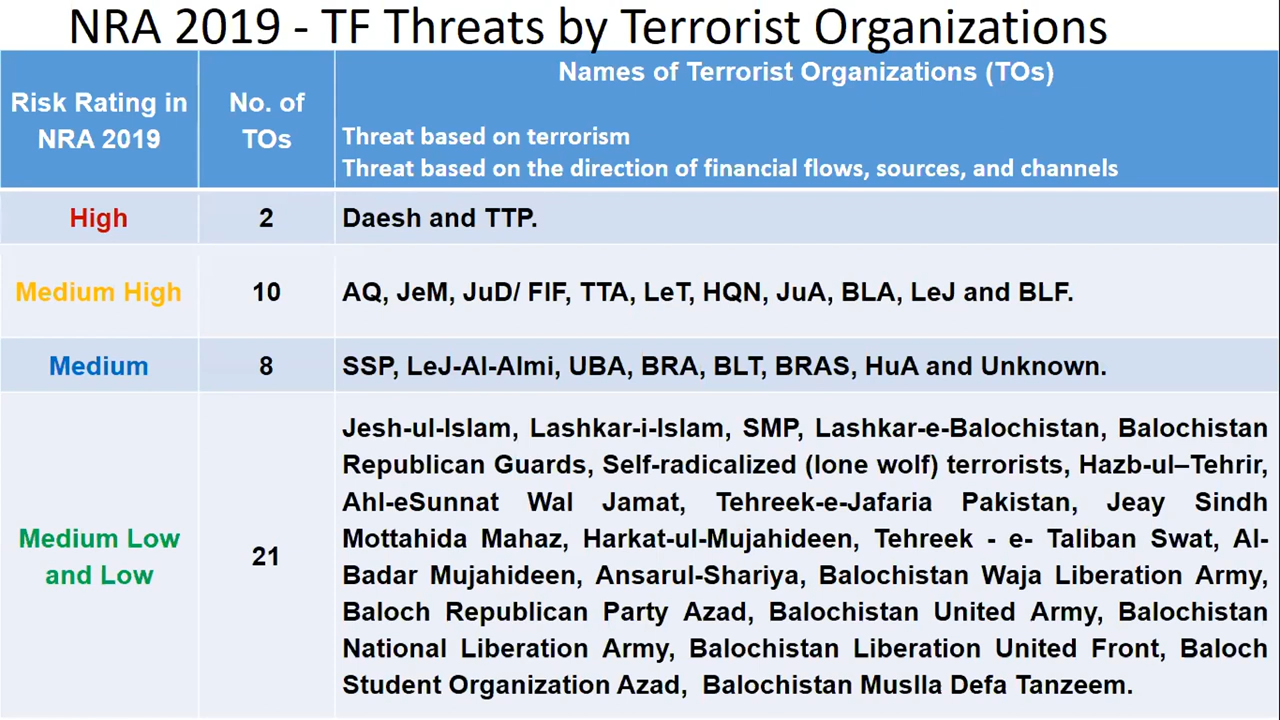 NRA 2019 - TF Threats by Terrorist Organizations
Risk Rating in
NRA 2019
No. of
TOs
Names of Terrorist Organizations (TOs)
Threat based on terrorism
Threat based on the direction of financial flows, sources, and channels
High
2
Daesh and TTP.
Medium High
10
AQ, JeM, JuD/ FIF, TTA, LeT, HQN, JuA, BLA, LeJ and BLF.
Medium
8
SSP, LeJ-Al-Almi, UBA, BRA, BLT, BRAS, HuA and Unknown.
Medium Low
and Low
21
Jesh-ul-Islam, Lashkar-i-Islam, SMP, Lashkar-e-Balochistan, Balochistan
Republican Guards, Self-radicalized (lone wolf) terrorists, Hazb-ul–Tehrir,
Ahl-eSunnat Wal Jamat, Tehreek-e-Jafaria Pakistan, Jeay Sindh
Mottahida Mahaz, Harkat-ul-Mujahideen, Tehreek - e- Taliban Swat, Al-
Badar Mujahideen, Ansarul-Shariya, Balochistan Waja Liberation Army,
Baloch Republican Party Azad, Balochistan United Army, Balochistan
National Liberation Army, Balochistan Liberation United Front, Baloch
Student Organization Azad, Balochistan Muslla Defa Tanzeem.